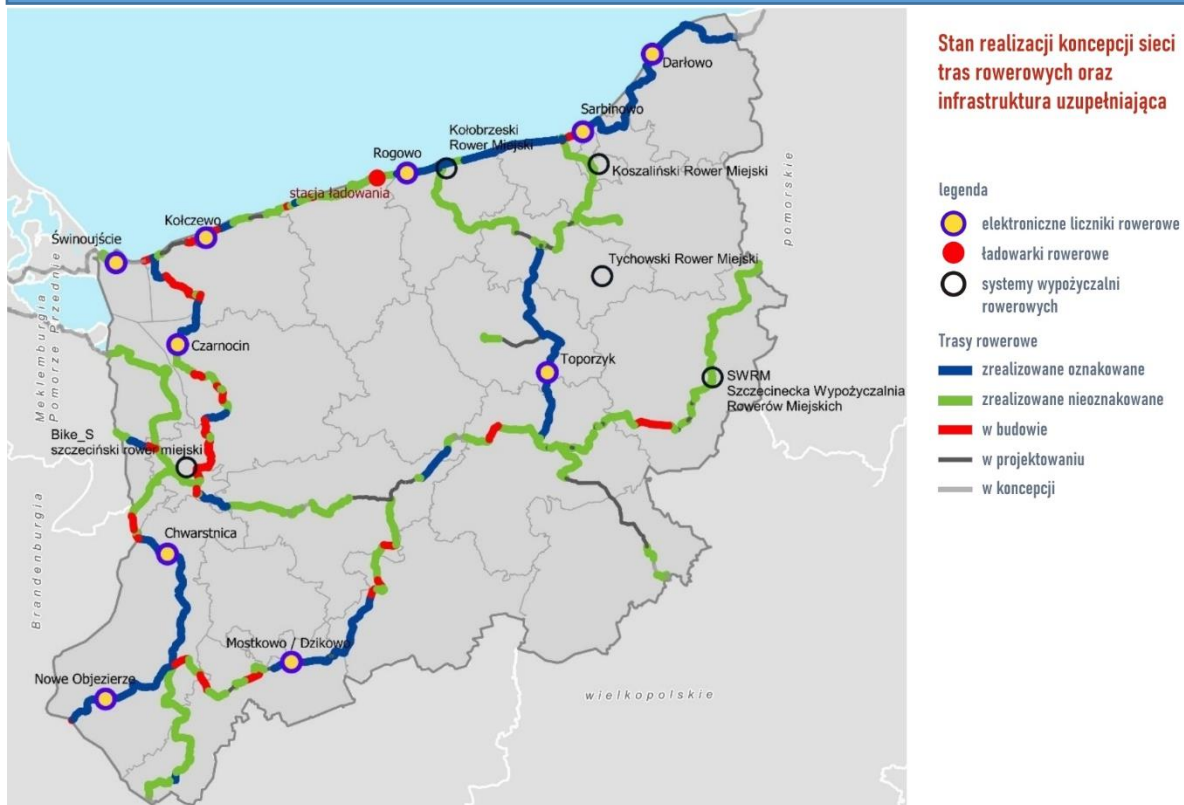 Stan realizacji koncepcji sieci
tras rowerowych oraz
infrastruktura uzupełniająca
legenda
elektroniczne liczniki rowerowe
ładowarki rowerowe
systemy wypożyczalni
rowerowych
Trasy rowerowe
zrealizowane oznakowane
zrealizowane nieoznakowane
w budowie
w projektowaniu
w koncepcji
Darłowo
Sarbinowo
Kołobrzeski
Rower Miejski
Rogowo
Koszaliński Rower Miejski
stacja ładowania
Kołczewo
Świnoujście
Tychowski Rower Miejski
Czarnocin
Toporzyk
SWRM
Szczecinecka Wypożyczalnia
Rowerów Miejskich
Bike_S
szczeciński rower miejski
Chwarstnica
Mostkowo / Dzikowo
Nowe Objezierze
Meklemburgia
Pomorze Przednie
Brandenburgia
pomorskie
wielkopolskie